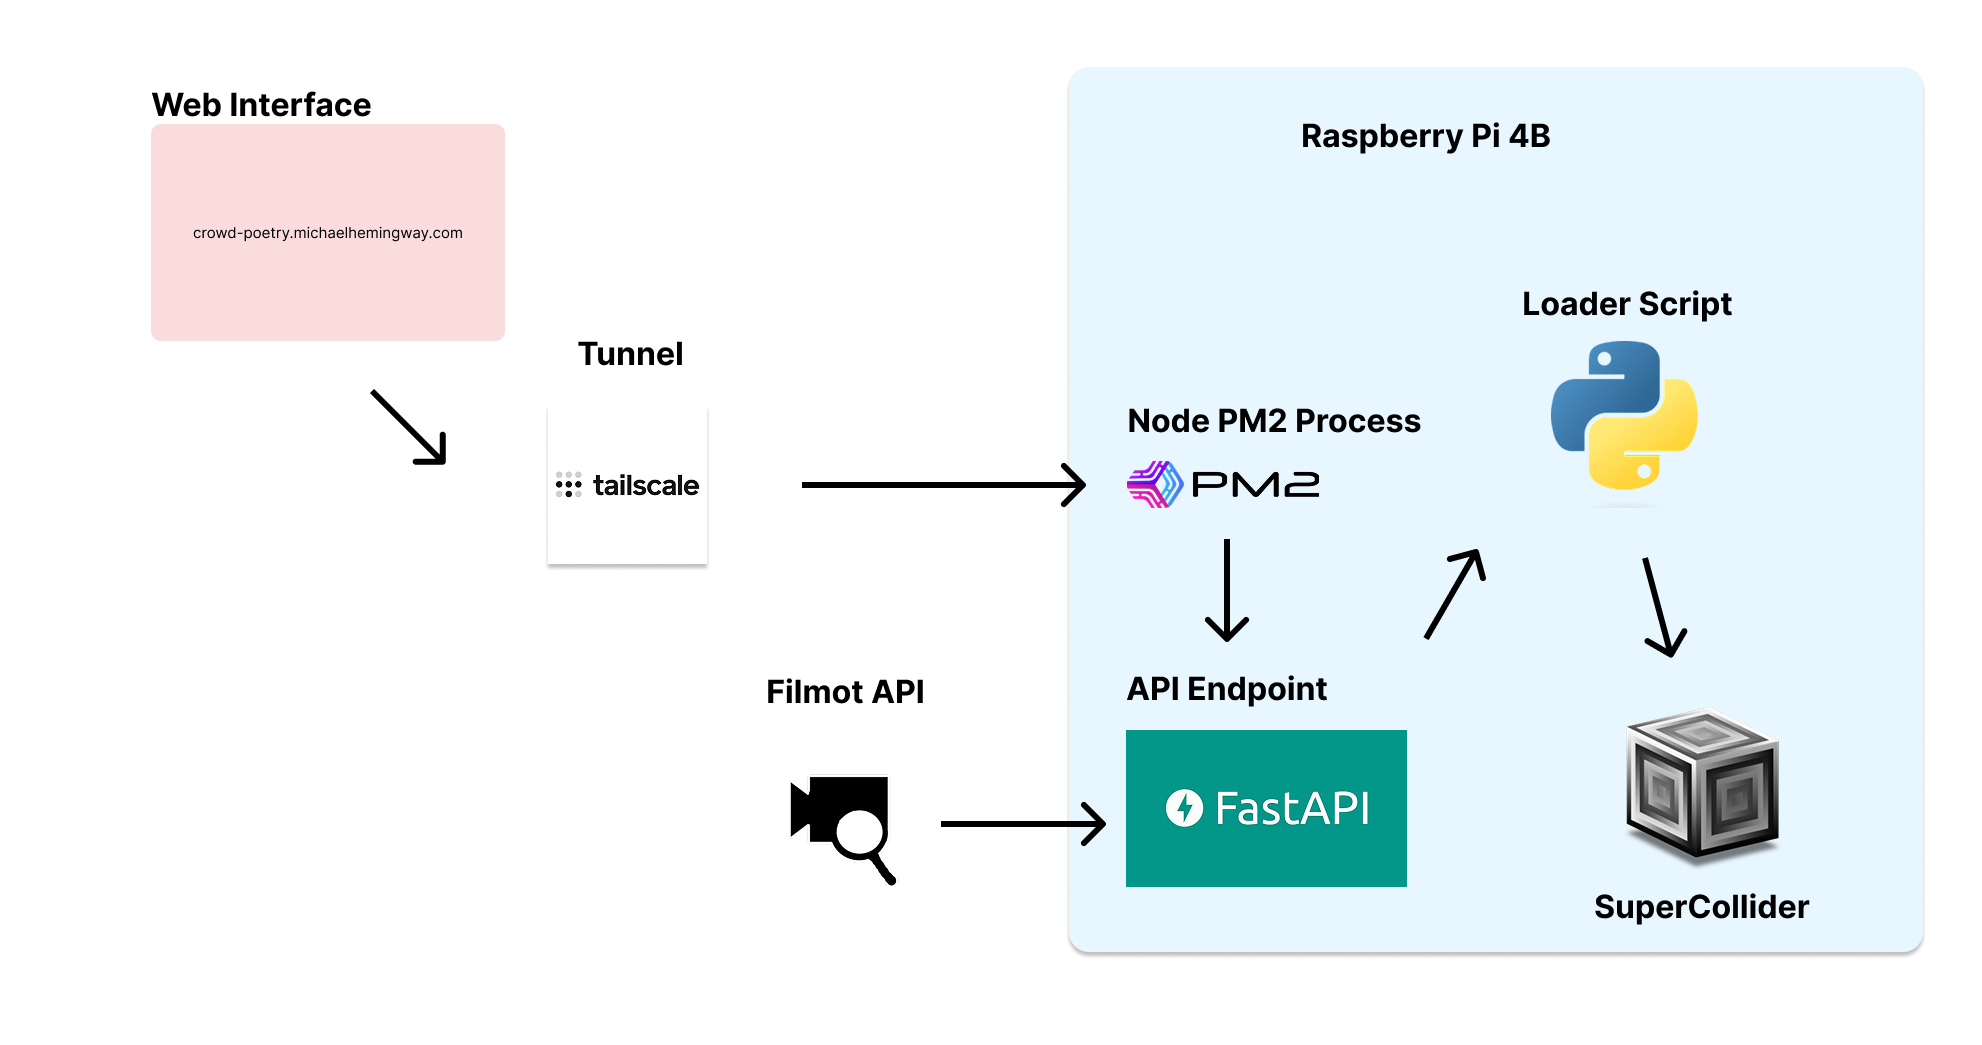 Web Interface
crowd-poetry.michaelhemingway.com
Raspberry Pi 4B
Loader Script
Tunnel
tailscale
Node PM2 Process
PM2
Filmot API
API Endpoint
FastAPI
SuperCollider